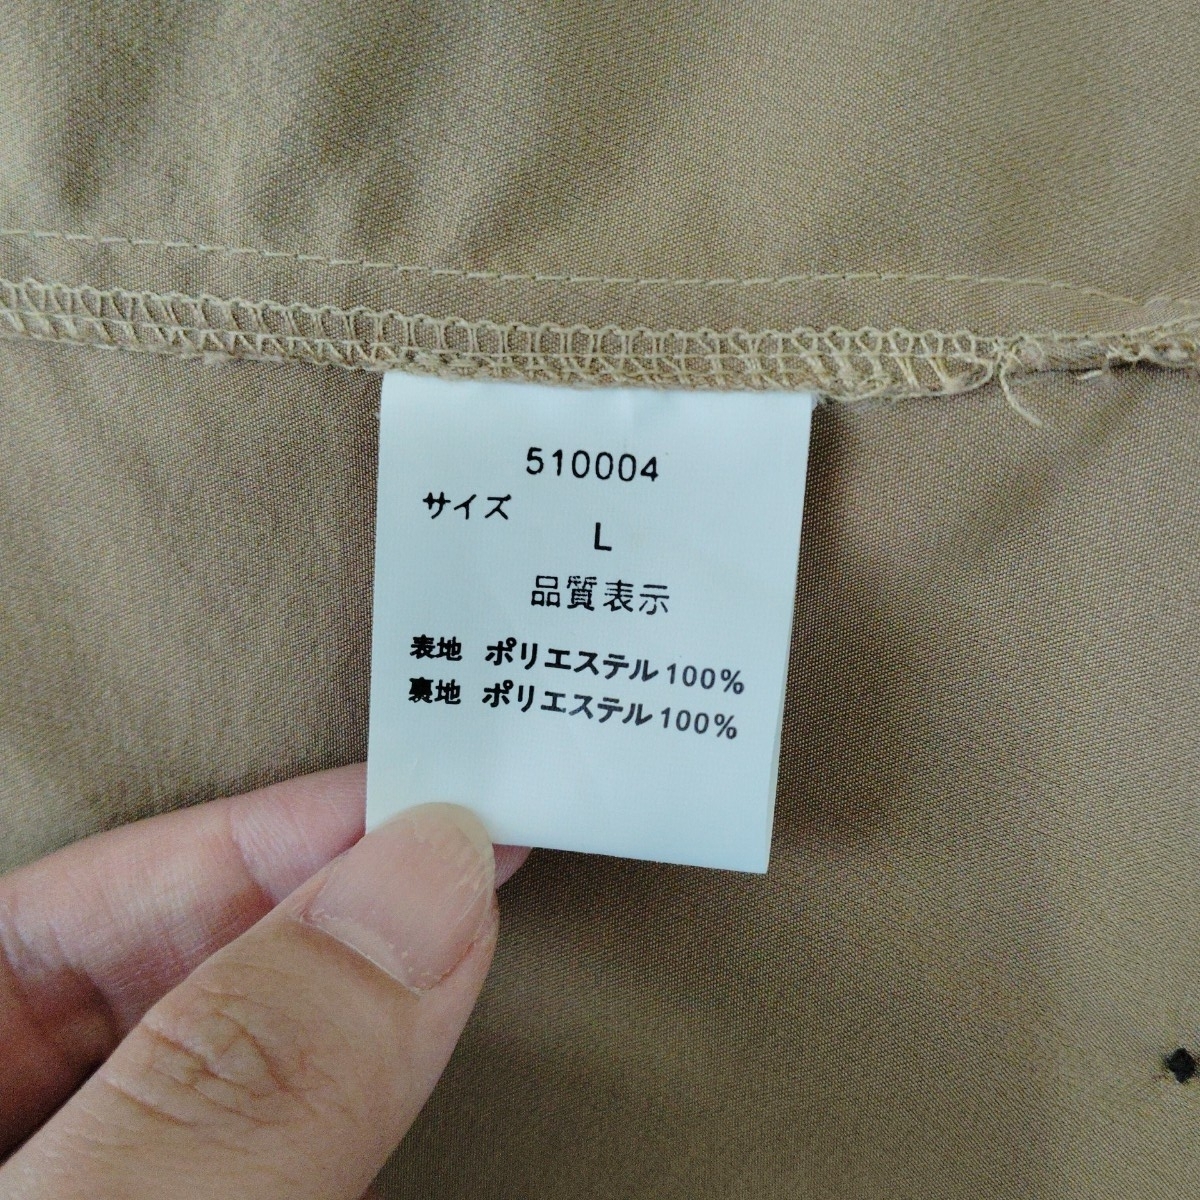 510004
サイズ
L
品質表示
表地 ポリエステル100%
裏地 ポリエステル100%